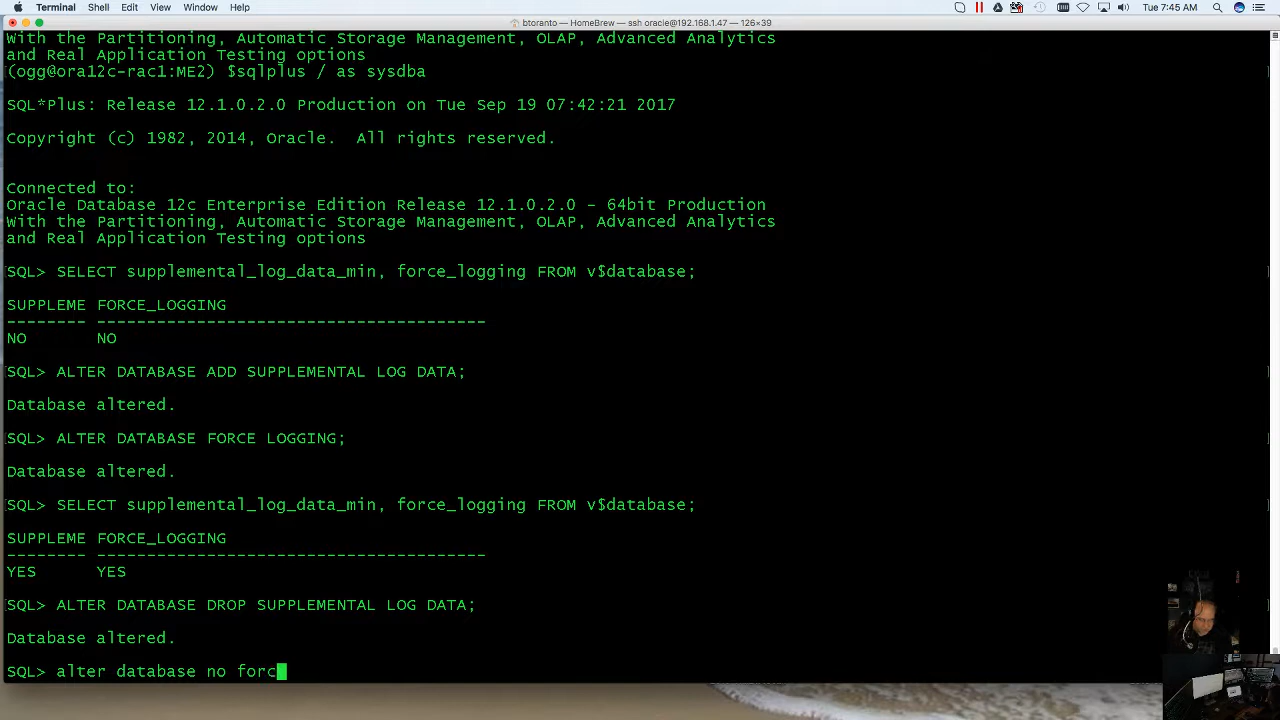 Terminal Shell Edit View Window Help Tue 7:45 AM
btoranto — HomeBrew — ssh oracle@192.168.1.47 — 126×39
With the Partitioning, Automatic Storage Management, OLAP, Advanced Analytics
and Real Application Testing options
(ogg@ora12c-rac1:ME2) $sqlplus / as sysdba
SQL*Plus: Release 12.1.0.2.0 Production on Tue Sep 19 07:42:21 2017
Copyright (c) 1982, 2014, Oracle.  All rights reserved.
Connected to:
Oracle Database 12c Enterprise Edition Release 12.1.0.2.0 - 64bit Production
With the Partitioning, Automatic Storage Management, OLAP, Advanced Analytics
and Real Application Testing options
SQL> SELECT supplemental_log_data_min, force_logging FROM v$database;
SUPPLEME FORCE_LOGGING
-------- ---------------------------------------
NO       NO
SQL> ALTER DATABASE ADD SUPPLEMENTAL LOG DATA;
Database altered.
SQL> ALTER DATABASE FORCE LOGGING;
Database altered.
SQL> SELECT supplemental_log_data_min, force_logging FROM v$database;
SUPPLEME FORCE_LOGGING
-------- ---------------------------------------
YES      YES
SQL> ALTER DATABASE DROP SUPPLEMENTAL LOG DATA;
Database altered.
SQL> alter database no forc